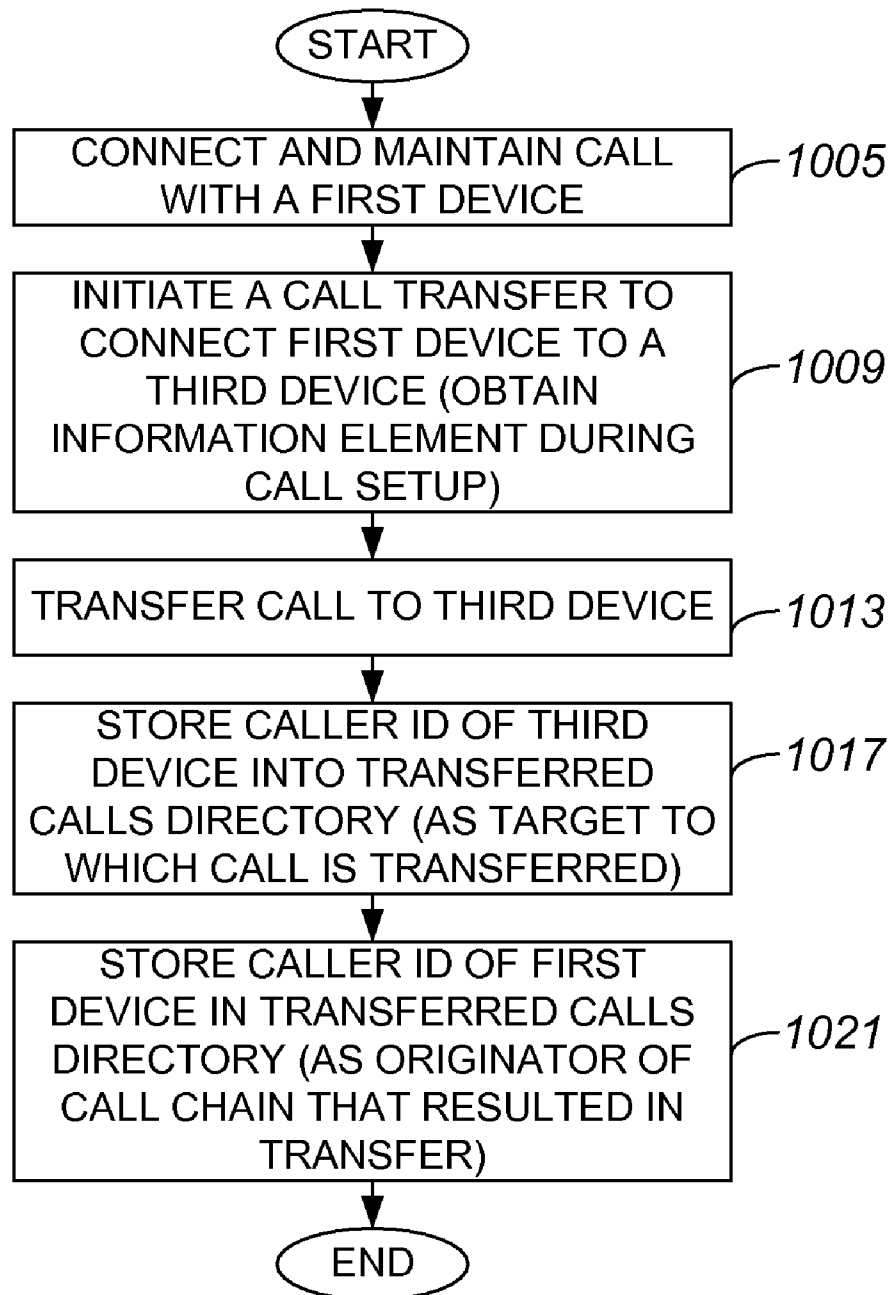 START
CONNECT AND MAINTAIN CALL
WITH A FIRST DEVICE
1005
INITIATE A CALL TRANSFER TO
CONNECT FIRST DEVICE TO A
THIRD DEVICE (OBTAIN
INFORMATION ELEMENT DURING
CALL SETUP)
1009
TRANSFER CALL TO THIRD DEVICE
1013
STORE CALLER ID OF THIRD
DEVICE INTO TRANSFERRED
CALLS DIRECTORY (AS TARGET TO
WHICH CALL IS TRANSFERRED)
1017
STORE CALLER ID OF FIRST
DEVICE IN TRANSFERRED CALLS
DIRECTORY (AS ORIGINATOR OF
CALL CHAIN THAT RESULTED IN
TRANSFER)
1021
END